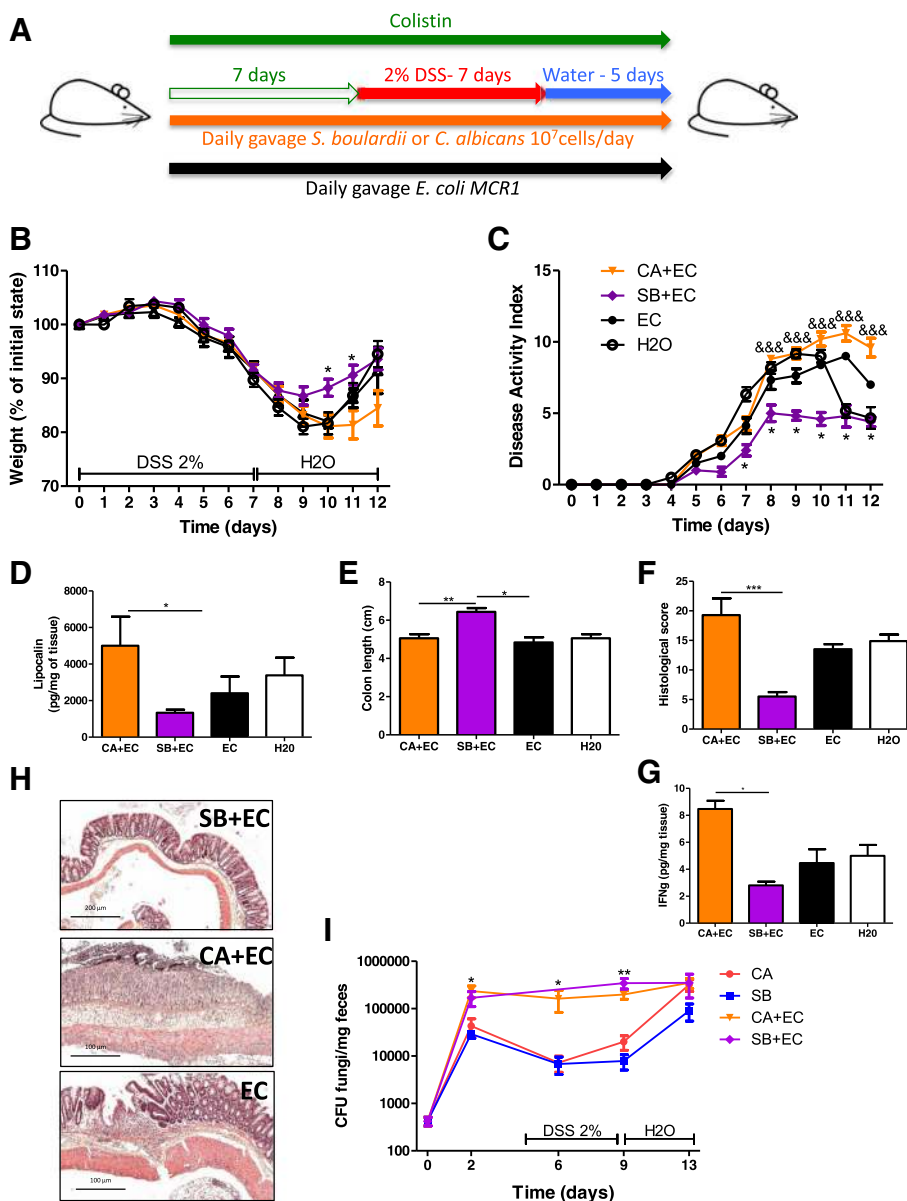 A
Colistin
7 days
2% DSS- 7 days
Water - 5 days
Daily gavage S. boulardii or C. albicans 10⁷cells/day
Daily gavage E. coli MCR1
B
Weight (% of initial state)
110
100
90
80
70
* *
DSS 2%
H2O
0 1 2 3 4 5 6 7 8 9 10 11 12
Time (days)
C
CA+EC
SB+EC
EC
H2O
Disease Activity Index
15
10
5
0
&&& &&& &&& &&& &&&
* * * * * *
0 1 2 3 4 5 6 7 8 9 10 11 12
Time (days)
D
Lipocalin
(pg/mg of tissue)
8000
6000
4000
2000
0
*
CA+EC SB+EC EC H20
E
Colon length (cm)
8
6
4
2
0
** *
CA+EC SB+EC EC H20
F
Histological score
25
20
15
10
5
0
***
CA+EC SB+EC EC H2O
G
IFNg (pg/mg tissue)
10
8
6
4
2
0
*
CA+EC SB+EC EC H20
H
SB+EC
200 µm
CA+EC
100 µm
EC
100 µm
I
CFU fungi/mg feces
1000000
100000
10000
1000
100
* * **
DSS 2%
H2O
0 2 6 9 13
Time (days)
CA
SB
CA+EC
SB+EC